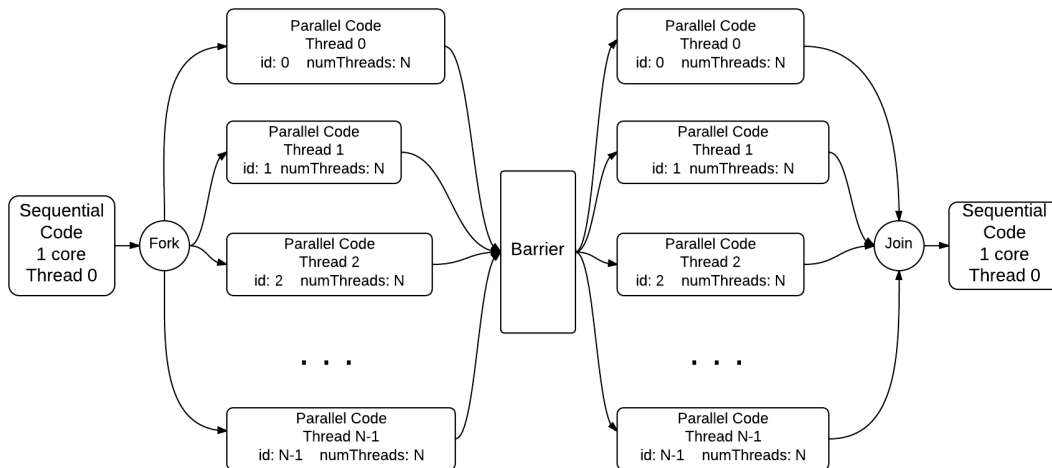 Sequential
Code
1 core
Thread 0
Fork
Parallel Code
Thread 0
id: 0 numThreads: N
Parallel Code
Thread 1
id: 1 numThreads: N
Parallel Code
Thread 2
id: 2 numThreads: N
. . .
Parallel Code
Thread N-1
id: N-1 numThreads: N
Barrier
Parallel Code
Thread 0
id: 0 numThreads: N
Parallel Code
Thread 1
id: 1 numThreads: N
Parallel Code
Thread 2
id: 2 numThreads: N
. . .
Parallel Code
Thread N-1
id: N-1 numThreads: N
Join
Sequential
Code
1 core
Thread 0